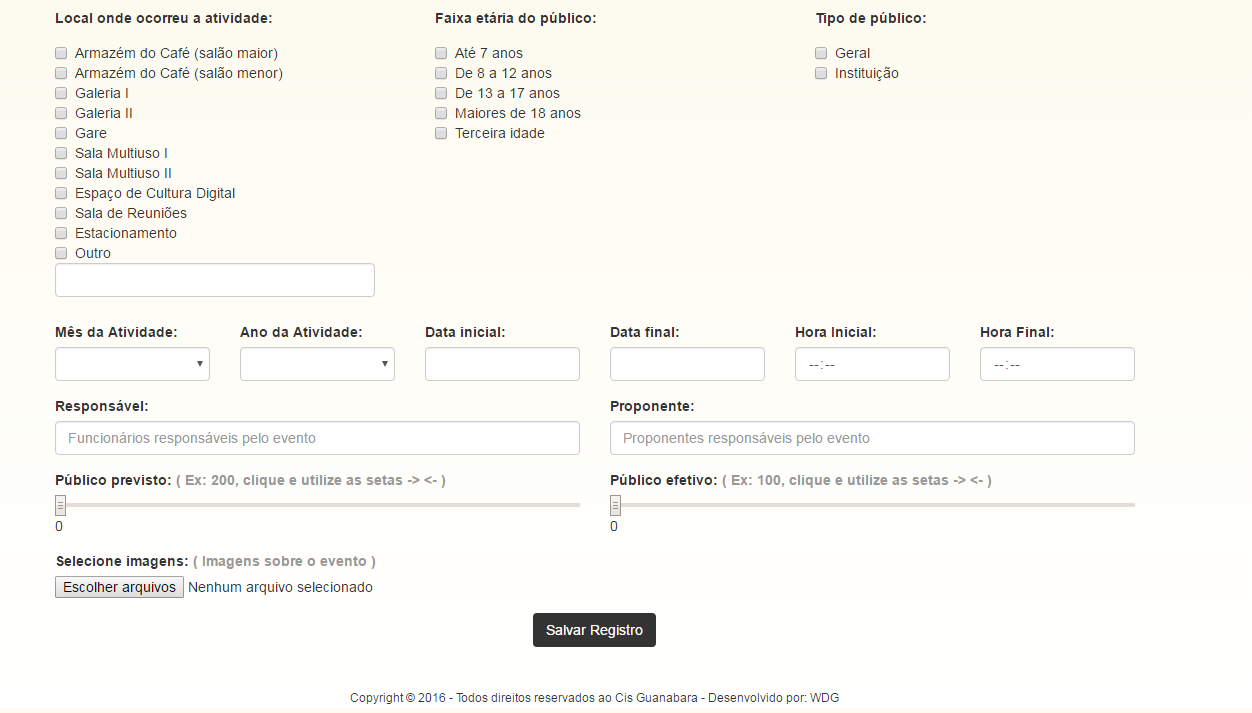 Local onde ocorreu a atividade:
Faixa etária do público:
Tipo de público:
Armazém do Café (salão maior)
Armazém do Café (salão menor)
Galeria I
Galeria II
Gare
Sala Multiuso I
Sala Multiuso II
Espaço de Cultura Digital
Sala de Reuniões
Estacionamento
Outro
Até 7 anos
De 8 a 12 anos
De 13 a 17 anos
Maiores de 18 anos
Terceira idade
Geral
Instituição
Mês da Atividade:
Ano da Atividade:
Data inicial:
Data final:
Hora Inicial:
Hora Final:
--:--
--:--
Responsável:
Proponente:
Funcionários responsáveis pelo evento
Proponentes responsáveis pelo evento
Público previsto: ( Ex: 200, clique e utilize as setas -> <- )
Público efetivo: ( Ex: 100, clique e utilize as setas -> <- )
0
0
Selecione imagens: ( Imagens sobre o evento )
Escolher arquivos Nenhum arquivo selecionado
Salvar Registro
Copyright © 2016 - Todos direitos reservados ao Cis Guanabara - Desenvolvido por: WDG